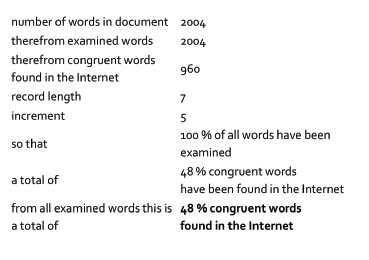 number of words in document 2004
therefrom examined words 2004
therefrom congruent words
found in the Internet 960
record length 7
increment 5
so that 100 % of all words have been
examined
a total of 48 % congruent words
have been found in the Internet
from all examined words this is 48 % congruent words
a total of found in the Internet